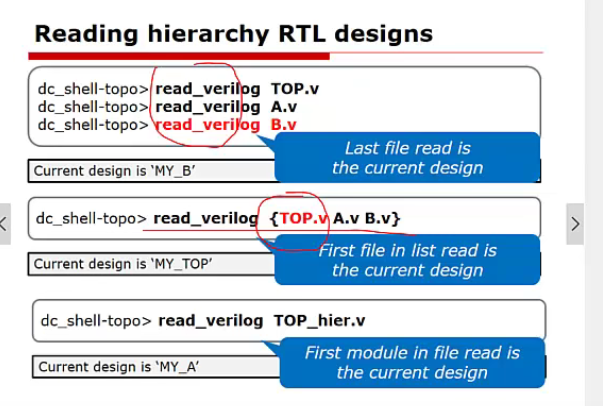 Reading hierarchy RTL designs
dc_shell-topo> read_verilog TOP.v
dc_shell-topo> read_verilog A.v
dc_shell-topo> read_verilog B.v
Last file read is
the current design
Current design is ‘MY_B’
dc_shell-topo> read_verilog {TOP.v A.v B.v}
First file in list read is
the current design
Current design is ‘MY_TOP’
dc_shell-topo> read_verilog TOP_hier.v
First module in file read is
the current design
Current design is ‘MY_A’